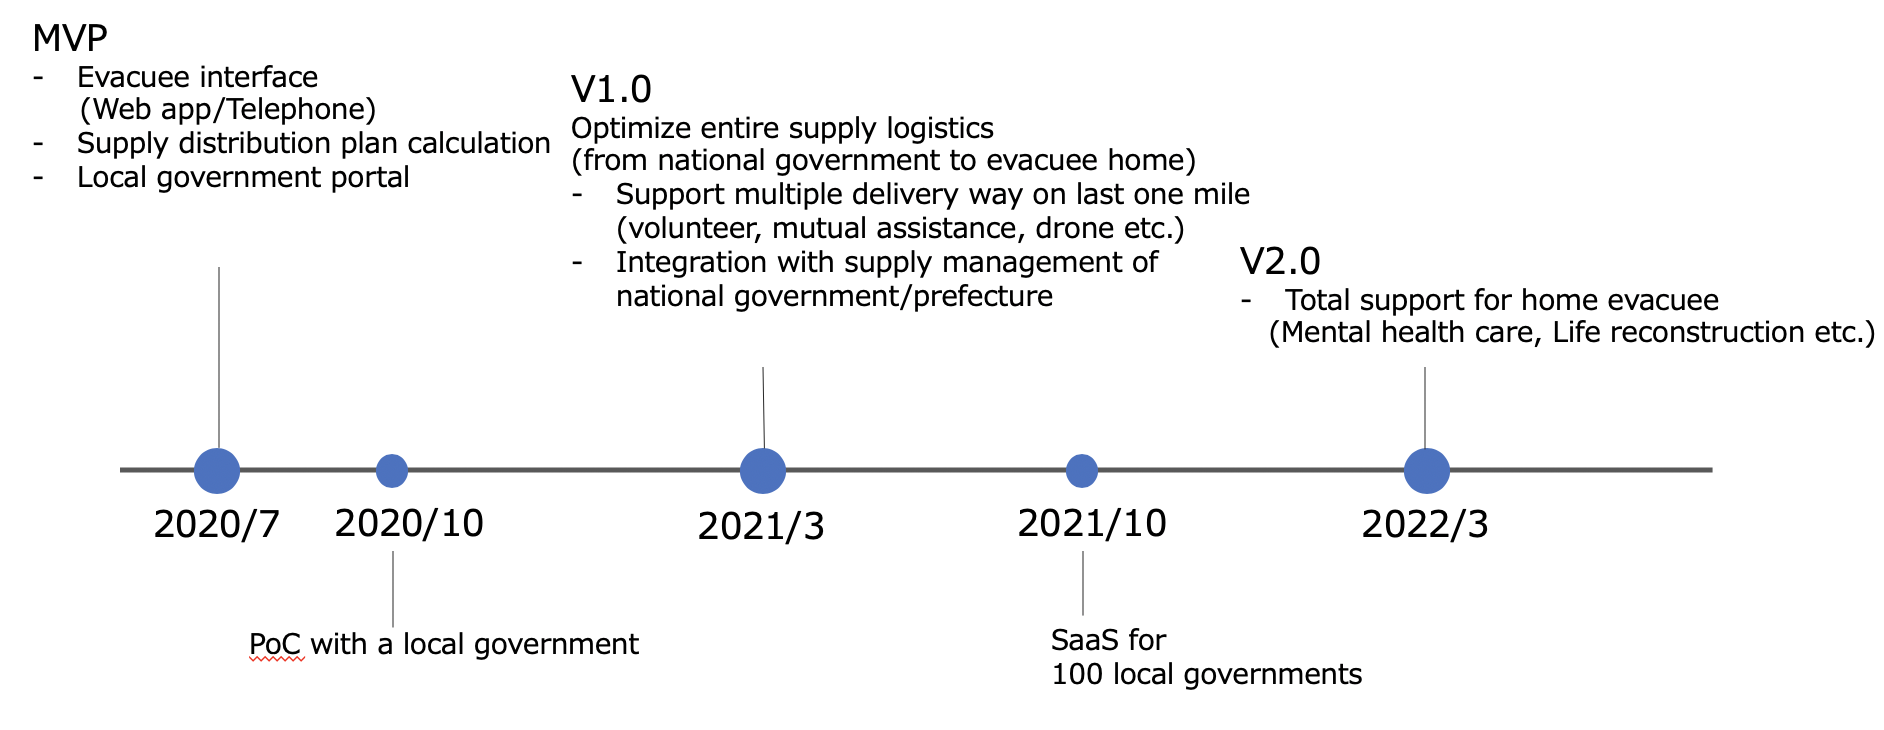 MVP
- Evacuee interface
(Web app/Telephone)
- Supply distribution plan calculation
- Local government portal
V1.0
Optimize entire supply logistics
(from national government to evacuee home)
- Support multiple delivery way on last one mile
(volunteer, mutual assistance, drone etc.)
- Integration with supply management of
national government/prefecture
V2.0
- Total support for home evacuee
(Mental health care, Life reconstruction etc.)
2020/7
2020/10
2021/3
2021/10
2022/3
PoC with a local government
SaaS for
100 local governments